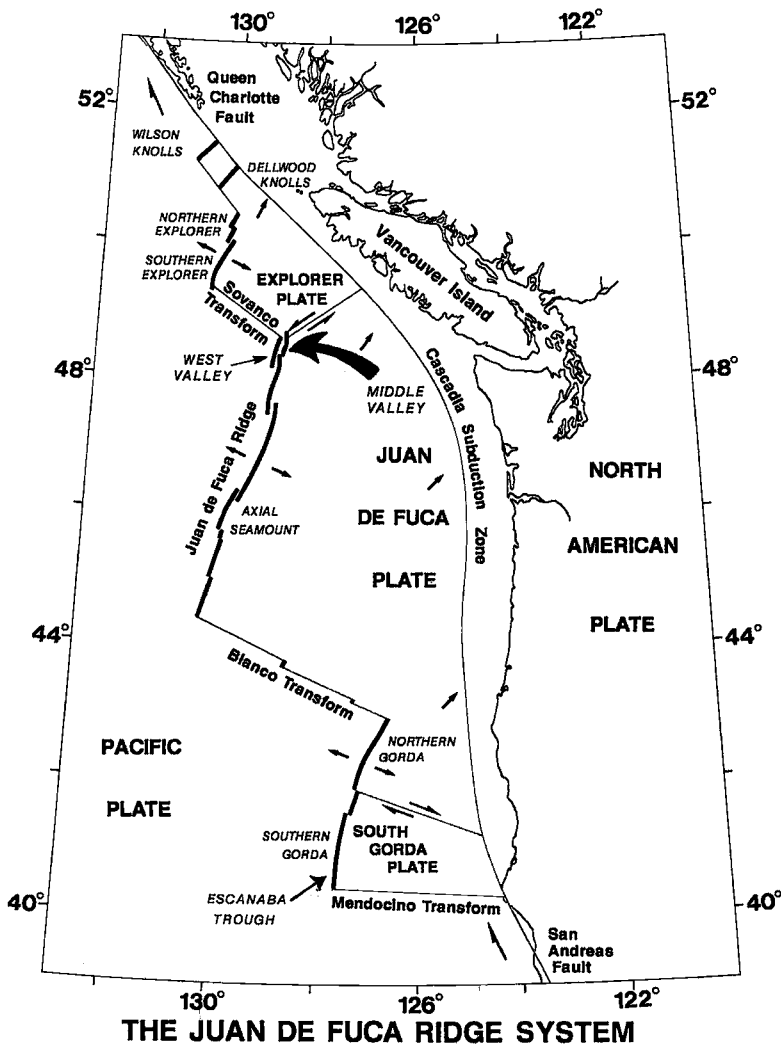 130°
126°
122°
52°
52°
Queen
Charlotte
Fault
WILSON
KNOLLS
DELLWOOD
KNOLLS
NORTHERN
EXPLORER
SOUTHERN
EXPLORER
Vancouver Island
EXPLORER
PLATE
Sovanco
Transform
WEST
VALLEY
48°
48°
MIDDLE
VALLEY
Cascadia Subduction Zone
Juan de Fuca Ridge
JUAN
DE FUCA
PLATE
NORTH
AMERICAN
PLATE
AXIAL
SEAMOUNT
44°
44°
Blanco Transform
PACIFIC
PLATE
NORTHERN
GORDA
SOUTHERN
GORDA
SOUTH
GORDA
PLATE
ESCANABA
TROUGH
40°
40°
Mendocino Transform
San
Andreas
Fault
130°
126°
122°
THE JUAN DE FUCA RIDGE SYSTEM